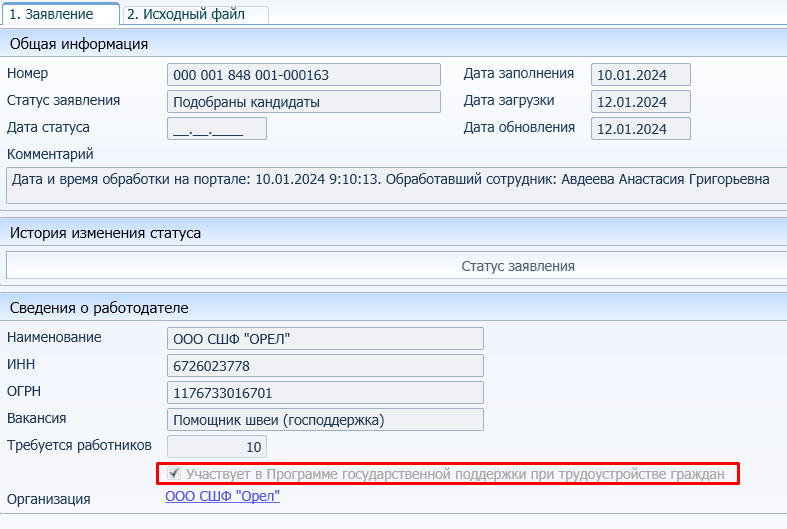 1. Заявление 2. Исходный файл
Общая информация
Номер 000 001 848 001-000163 Дата заполнения 10.01.2024
Статус заявления Подобраны кандидаты Дата загрузки 12.01.2024
Дата статуса __.__.____ Дата обновления 12.01.2024
Комментарий
Дата и время обработки на портале: 10.01.2024 9:10:13. Обработавший сотрудник: Авдеева Анастасия Григорьевна
История изменения статуса
Статус заявления
Сведения о работодателе
Наименование ООО СШФ "ОРЕЛ"
ИНН 6726023778
ОГРН 1176733016701
Вакансия Помощник швеи (господдержка)
Требуется работников 10
Участвует в Программе государственной поддержки при трудоустройстве граждан
Организация ООО СШФ "Орел"